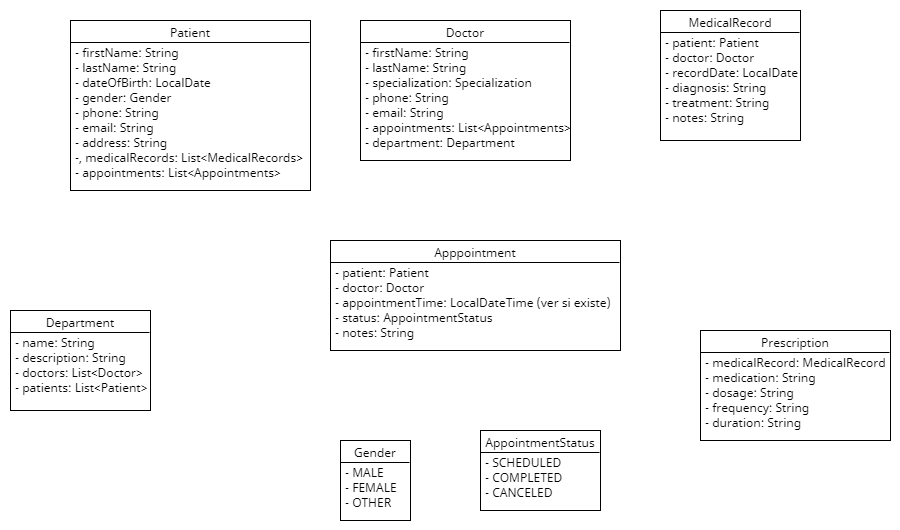 Patient
- firstName: String
- lastName: String
- dateOfBirth: LocalDate
- gender: Gender
- phone: String
- email: String
- address: String
-, medicalRecords: List<MedicalRecords>
- appointments: List<Appointments>
Doctor
- firstName: String
- lastName: String
- specialization: Specialization
- phone: String
- email: String
- appointments: List<Appointments>
- department: Department
MedicalRecord
- patient: Patient
- doctor: Doctor
- recordDate: LocalDate
- diagnosis: String
- treatment: String
- notes: String
Apppointment
- patient: Patient
- doctor: Doctor
- appointmentTime: LocalDateTime (ver si existe)
- status: AppointmentStatus
- notes: String
Department
- name: String
- description: String
- doctors: List<Doctor>
- patients: List<Patient>
Prescription
- medicalRecord: MedicalRecord
- medication: String
- dosage: String
- frequency: String
- duration: String
Gender
- MALE
- FEMALE
- OTHER
AppointmentStatus
- SCHEDULED
- COMPLETED
- CANCELED